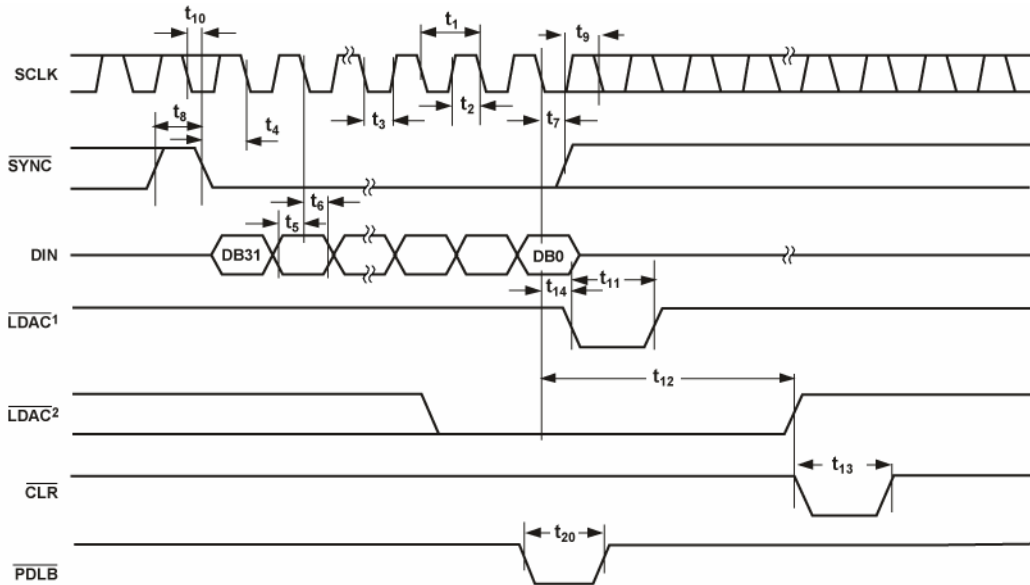 t10
t1
t9
SCLK
t8
t4
t3
t2
t7
SYNC
t6
t5
DIN
DB31
DB0
t14
t11
LDAC1
t12
LDAC2
t13
CLR
t20
PDLB